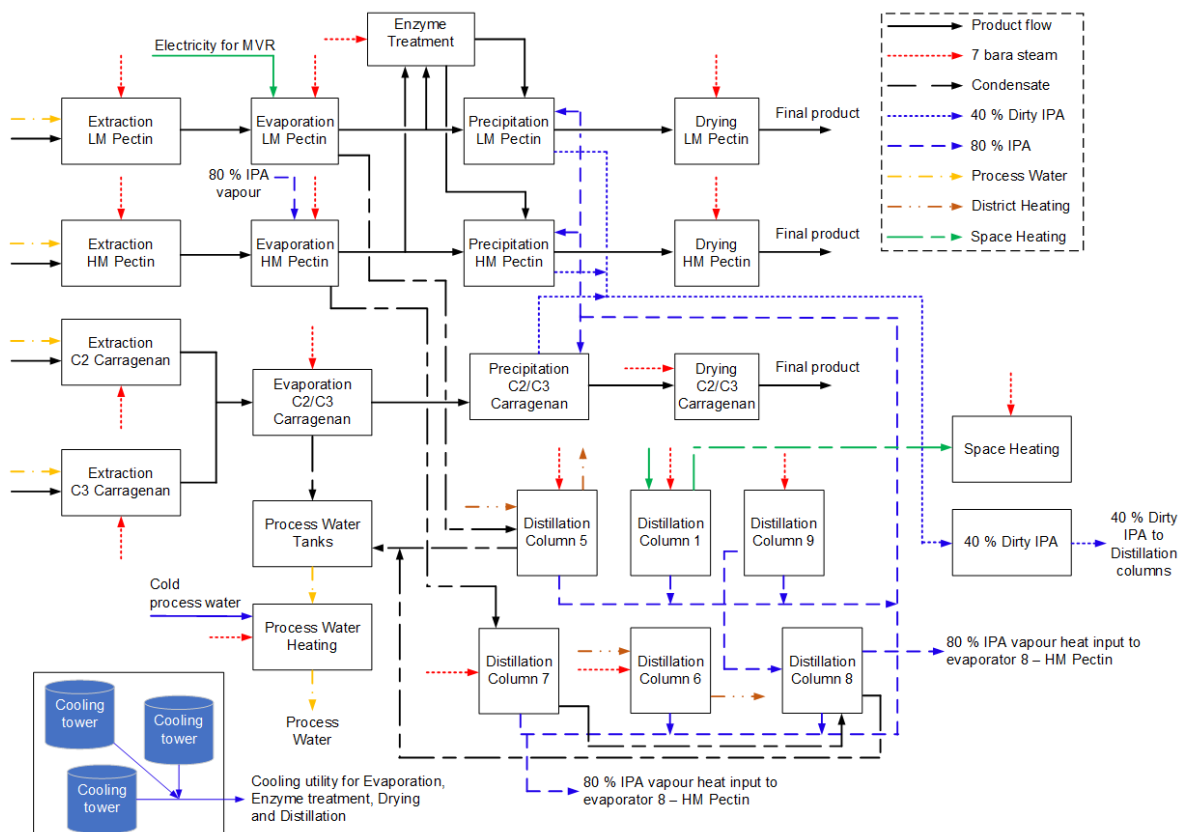 Enzyme
Treatment
Electricity for MVR
Extraction
LM Pectin
Evaporation
LM Pectin
Precipitation
LM Pectin
Drying
LM Pectin
Final product
80 % IPA
vapour
Extraction
HM Pectin
Evaporation
HM Pectin
Precipitation
HM Pectin
Drying
HM Pectin
Final product
Product flow
7 bara steam
Condensate
40 % Dirty IPA
80 % IPA
Process Water
District Heating
Space Heating
Extraction
C2 Carragenan
Extraction
C3 Carragenan
Evaporation
C2/C3
Carragenan
Precipitation
C2/C3
Carragenan
Drying
C2/C3
Carragenan
Final product
Space Heating
Process Water
Tanks
Distillation
Column 5
Distillation
Column 1
Distillation
Column 9
40 % Dirty IPA
40 % Dirty
IPA to
Distillation
columns
Cold
process water
Process Water
Heating
Process
Water
Distillation
Column 7
Distillation
Column 6
Distillation
Column 8
80 % IPA vapour heat input to
evaporator 8 – HM Pectin
80 % IPA vapour heat input to
evaporator 8 – HM Pectin
Cooling
tower
Cooling
tower
Cooling
tower
Cooling utility for Evaporation,
Enzyme treatment, Drying
and Distillation